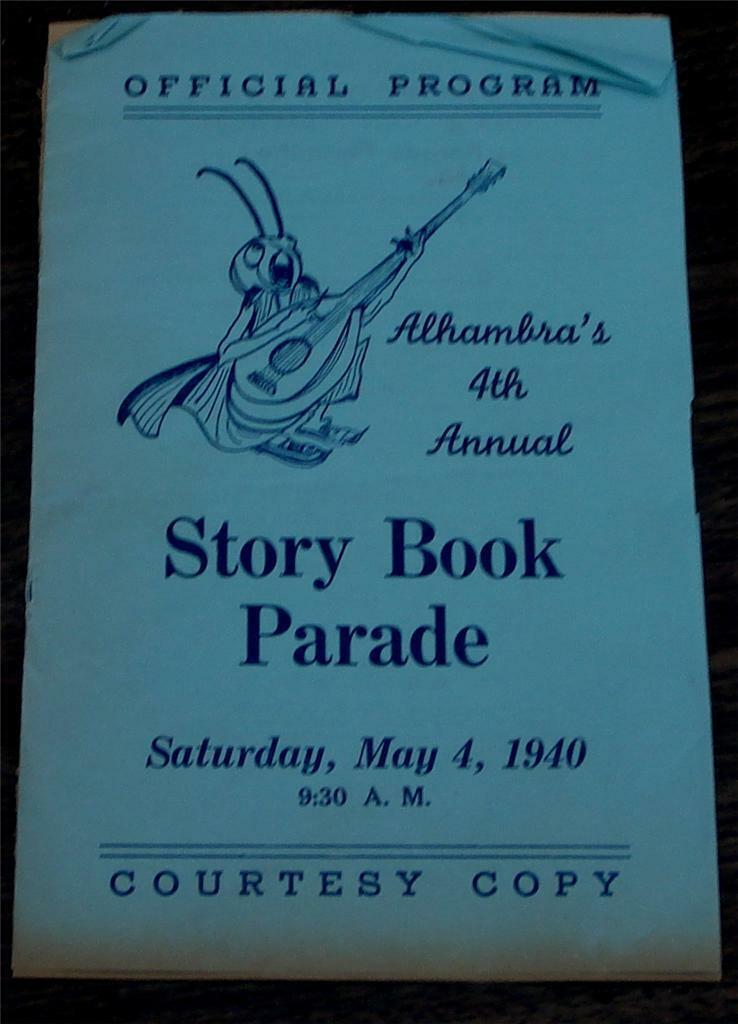 OFFICIAL PROGRAM
Alhambra's
4th
Annual
Story Book
Parade
Saturday, May 4, 1940
9:30 A. M.
COURTESY COPY